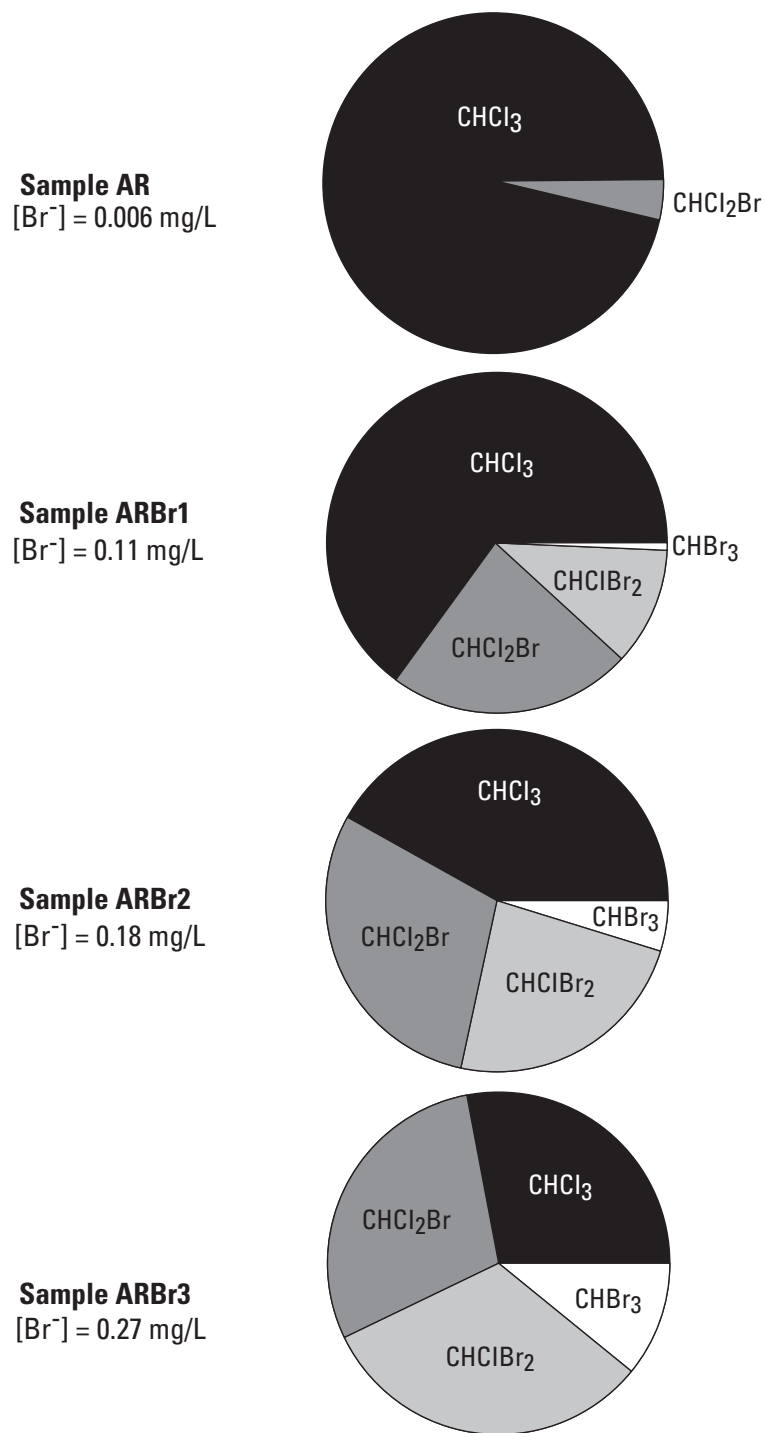 CHCl₃
Sample AR
[Br⁻] = 0.006 mg/L
CHCl₂Br
CHCl₃
Sample ARBr1
[Br⁻] = 0.11 mg/L
CHBr₃
CHClBr₂
CHCl₂Br
CHCl₃
Sample ARBr2
[Br⁻] = 0.18 mg/L
CHBr₃
CHCl₂Br
CHClBr₂
CHCl₃
CHCl₂Br
Sample ARBr3
[Br⁻] = 0.27 mg/L
CHBr₃
CHClBr₂